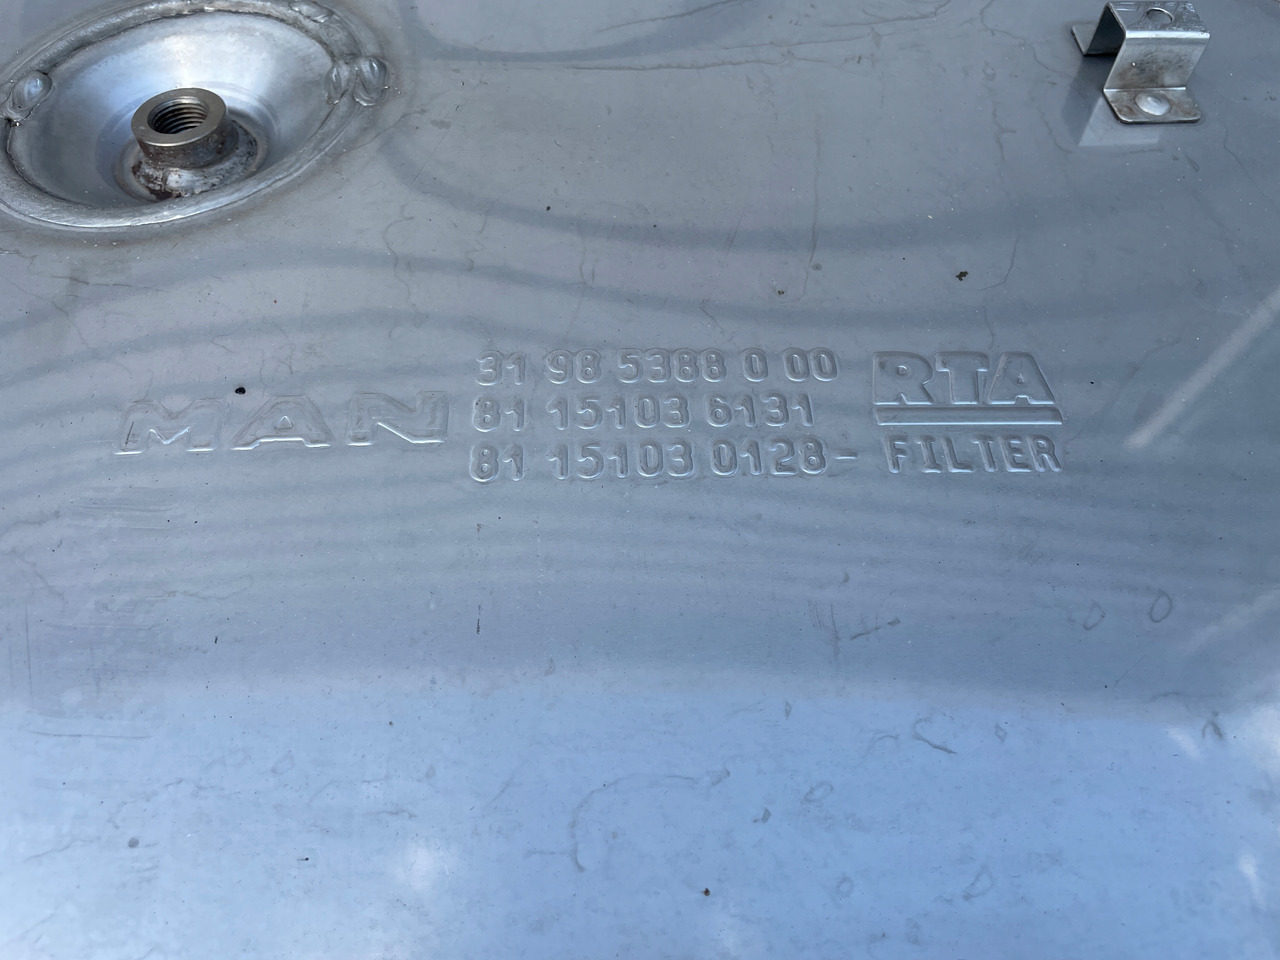 MAN
31 98 5388 0 00
81 15103 6131
81 15103 0128-
RTA
FILTER